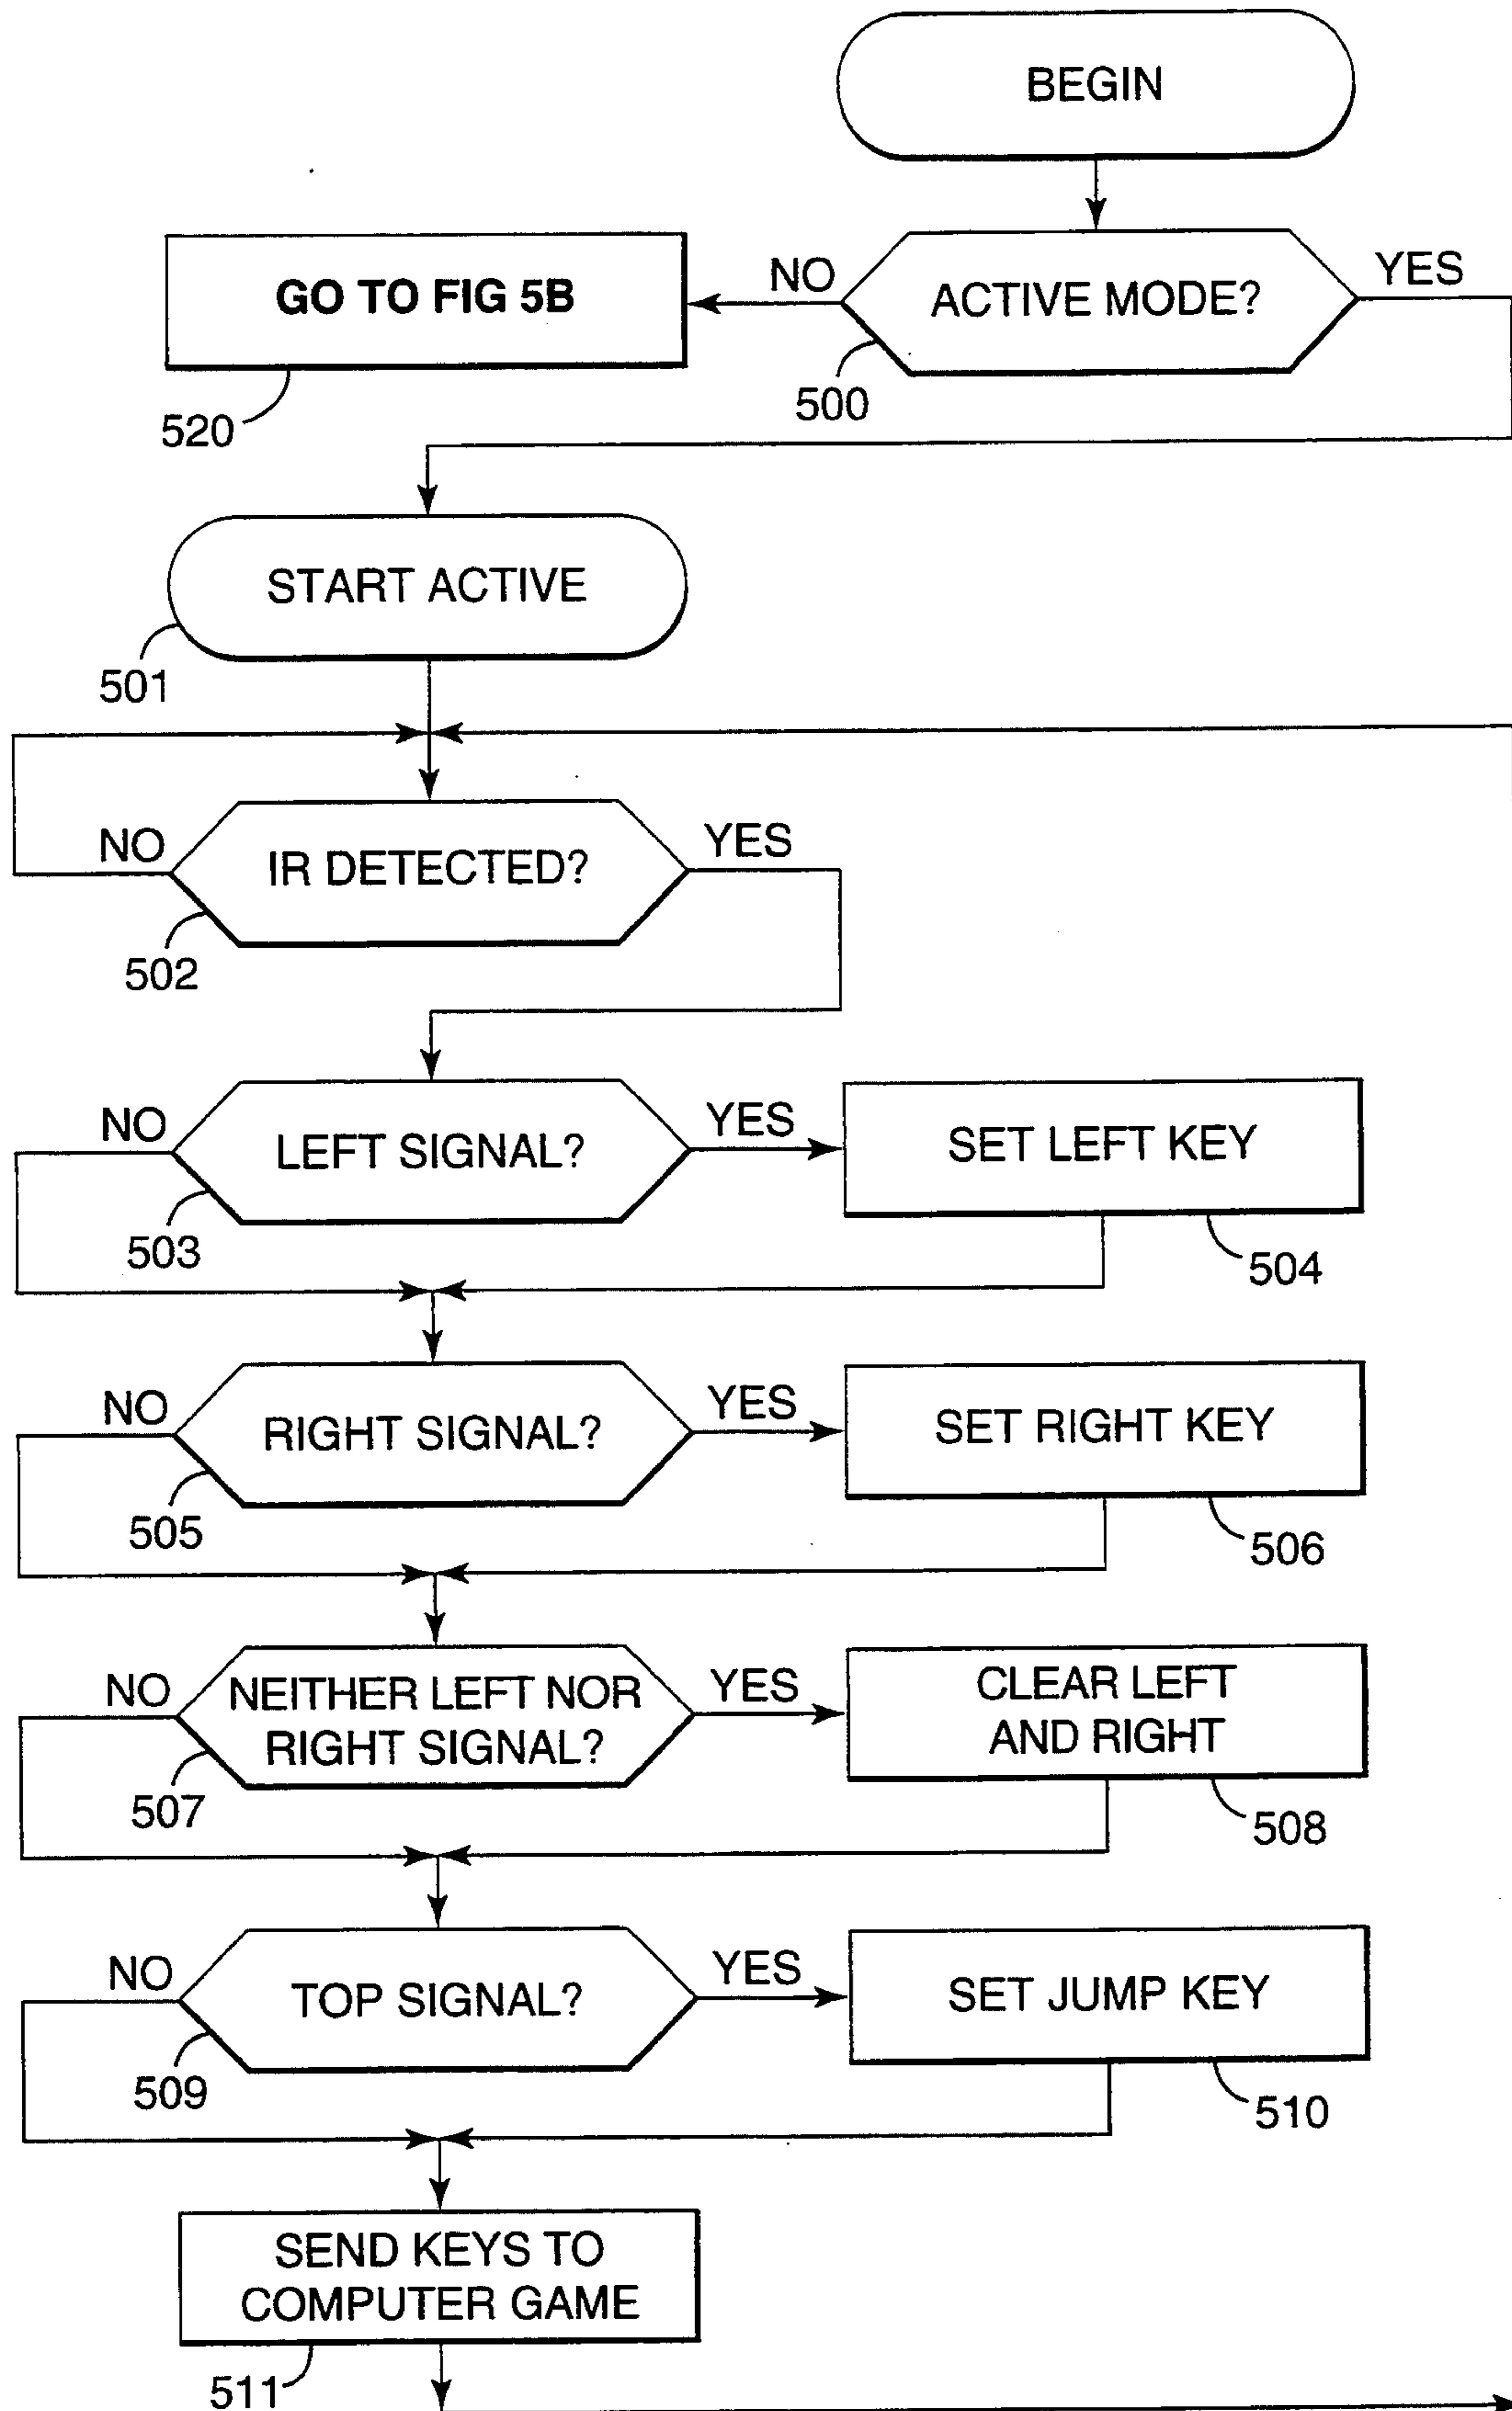 BEGIN
ACTIVE MODE?
NO
YES
500
GO TO FIG 5B
520
START ACTIVE
501
IR DETECTED?
NO
YES
502
LEFT SIGNAL?
NO
YES
503
SET LEFT KEY
504
RIGHT SIGNAL?
NO
YES
505
SET RIGHT KEY
506
NEITHER LEFT NOR
RIGHT SIGNAL?
NO
YES
507
CLEAR LEFT
AND RIGHT
508
TOP SIGNAL?
NO
YES
509
SET JUMP KEY
510
SEND KEYS TO
COMPUTER GAME
511